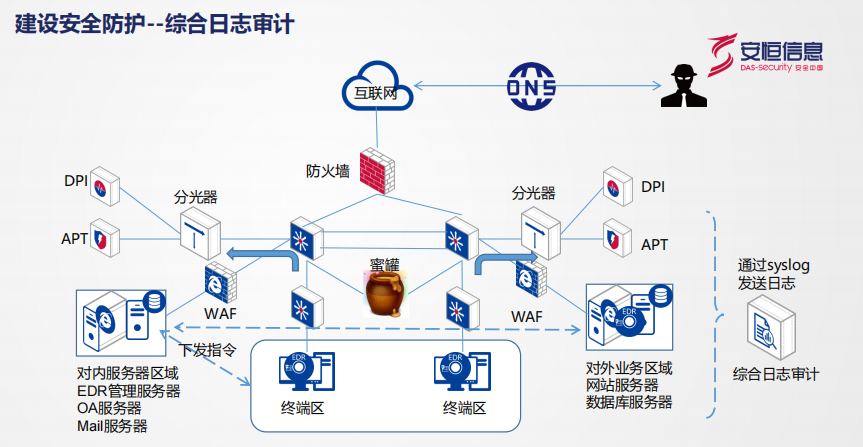 建设安全防护--综合日志审计
安恒信息
DAS-security 安全中国
互联网
DNS
防火墙
DPI
分光器
分光器
DPI
APT
APT
蜜罐
WAF
WAF
通过syslog
发送日志
下发指令
EDR
EDR
EDR
对内服务器区域
EDR管理服务器
OA服务器
Mail服务器
终端区
终端区
对外业务区域
网站服务器
数据库服务器
综合日志审计